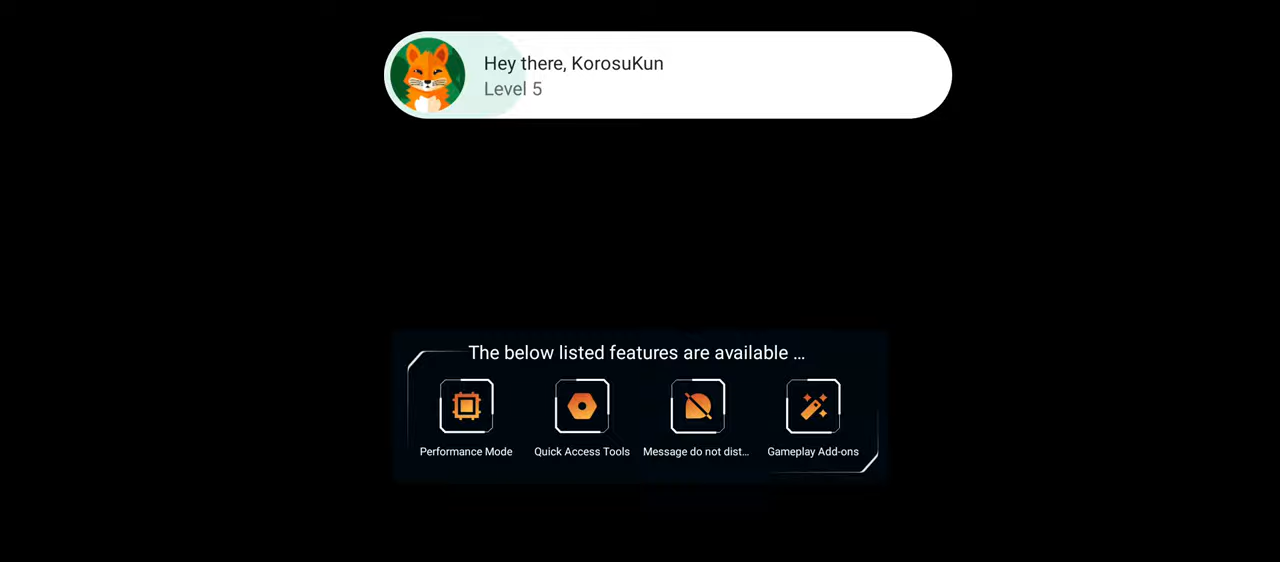 Hey there, KorosuKun
Level 5
The below listed features are available ...
Performance Mode
Quick Access Tools
Message do not dist...
Gameplay Add-ons